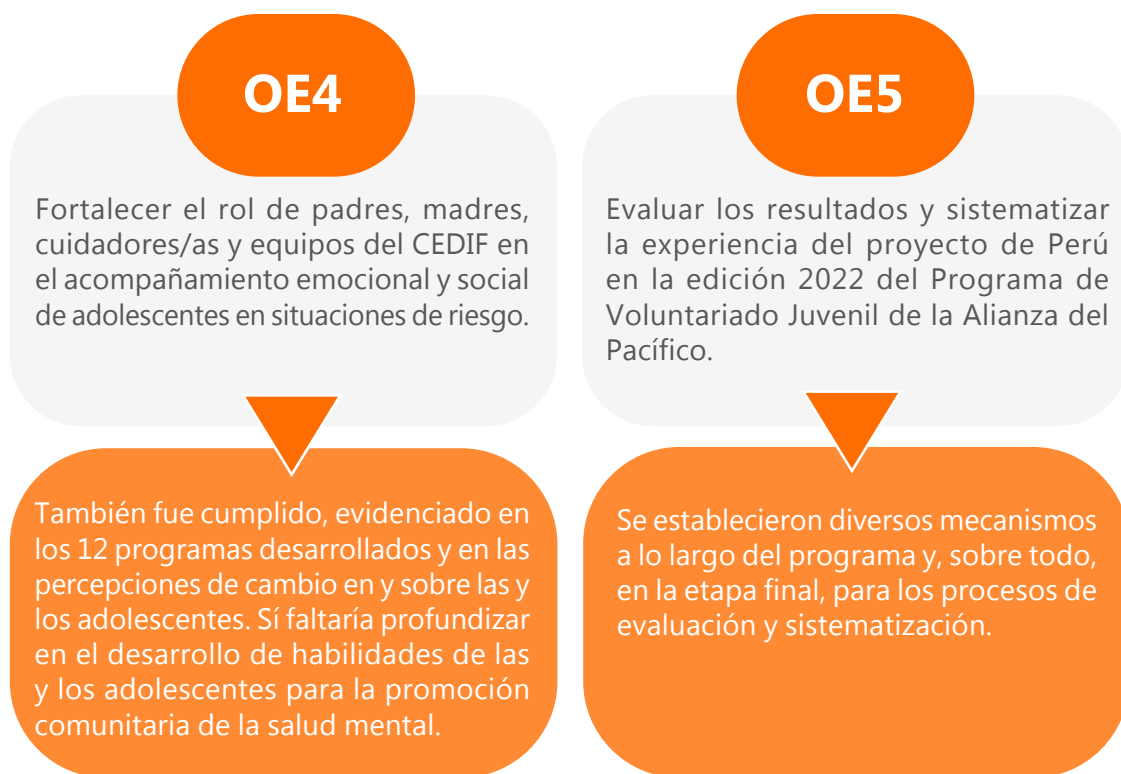 OE4
Fortalecer el rol de padres, madres,
cuidadores/as y equipos del CEDIF en
el acompañamiento emocional y social
de adolescentes en situaciones de riesgo.
También fue cumplido, evidenciado en
los 12 programas desarrollados y en las
percepciones de cambio en y sobre las y
los adolescentes. Sí faltaría profundizar
en el desarrollo de habilidades de las
y los adolescentes para la promoción
comunitaria de la salud mental.
OE5
Evaluar los resultados y sistematizar
la experiencia del proyecto de Perú
en la edición 2022 del Programa de
Voluntariado Juvenil de la Alianza del
Pacífico.
Se establecieron diversos mecanismos
a lo largo del programa y, sobre todo,
en la etapa final, para los procesos de
evaluación y sistematización.